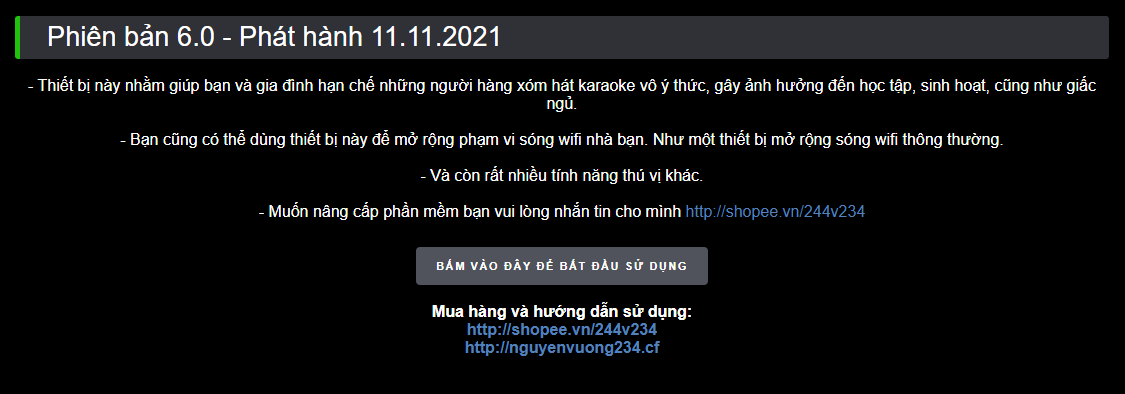 Phiên bản 6.0 - Phát hành 11.11.2021
- Thiết bị này nhằm giúp bạn và gia đình hạn chế những người hàng xóm hát karaoke vô ý thức, gây ảnh hưởng đến học tập, sinh hoạt, cũng như giấc
ngủ.
- Bạn cũng có thể dùng thiết bị này để mở rộng phạm vi sóng wifi nhà bạn. Như một thiết bị mở rộng sóng wifi thông thường.
- Và còn rất nhiều tính năng thú vị khác.
- Muốn nâng cấp phần mềm bạn vui lòng nhắn tin cho mình http://shopee.vn/244v234
BẤM VÀO ĐÂY ĐỂ BẮT ĐẦU SỬ DỤNG
Mua hàng và hướng dẫn sử dụng:
http://shopee.vn/244v234
http://nguyenvuong234.cf